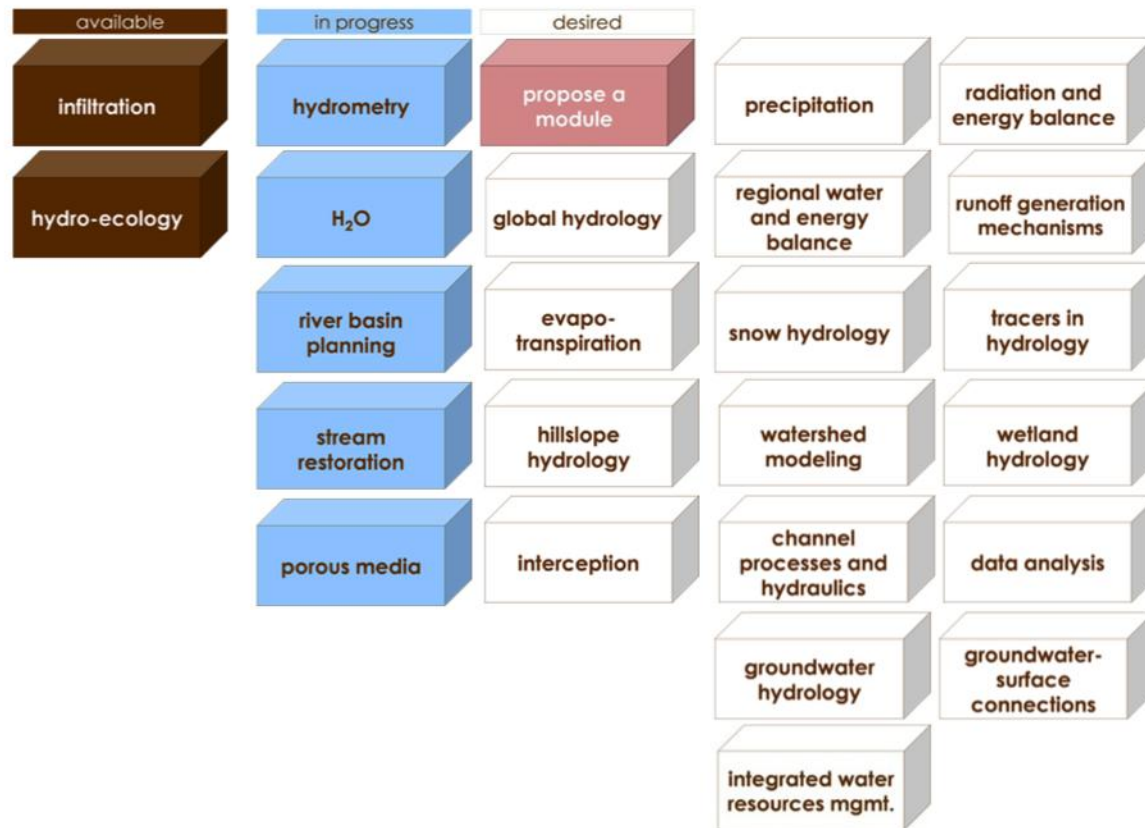 available
in progress
desired
infiltration
hydrometry
propose a
module
precipitation
radiation and
energy balance
hydro-ecology
H₂O
global hydrology
regional water
and energy
balance
runoff generation
mechanisms
river basin
planning
evapo-
transpiration
snow hydrology
tracers in
hydrology
stream
restoration
hillslope
hydrology
watershed
modeling
wetland
hydrology
porous media
interception
channel
processes and
hydraulics
data analysis
groundwater
hydrology
groundwater-
surface
connections
integrated water
resources mgmt.